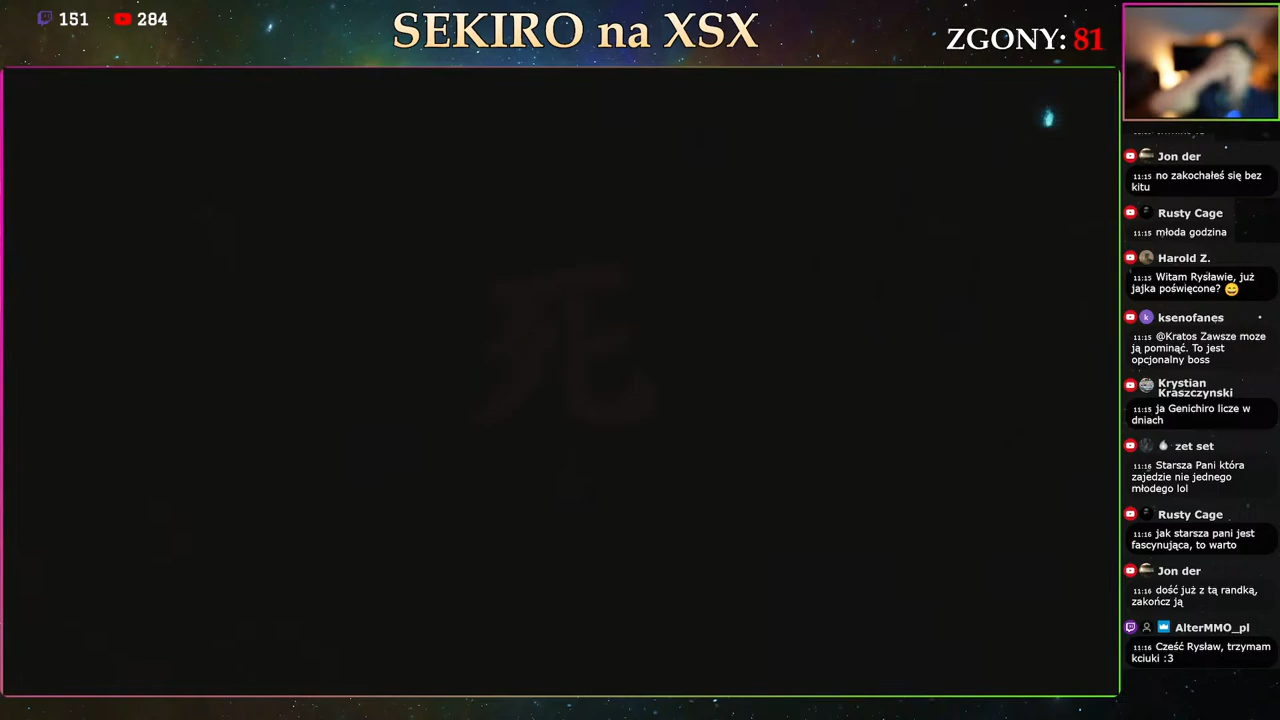 151
284
SEKIRO na XSX
ZGONY: 81
死
Jon der
11:15 no zakochałeś się bez
kitu
Rusty Cage
11:15 młoda godzina
Harold Z.
11:15 Witam Rysławie, już
jajka poświęcone? 😄
ksenofanes
11:15 @Kratos Zawsze moze
ją pominąć. To jest
opcjonalny boss
Krystian
Kraszczynski
11:15 ja Genichiro licze w
dniach
zet set
11:16 Starsza Pani która
zajedzie nie jednego
młodego lol
Rusty Cage
11:16 jak starsza pani jest
fascynująca, to warto
Jon der
11:16 dość już z tą randką,
zakończ ją
AlterMMO_pl
11:16 Cześć Rysław, trzymam
kciuki :3